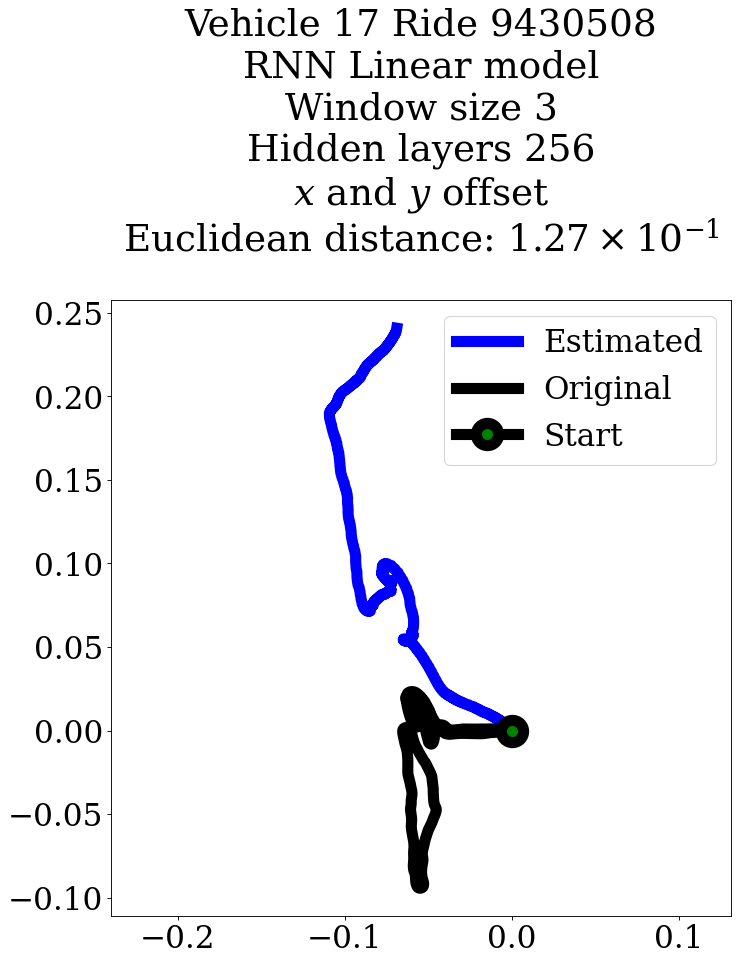 Vehicle 17 Ride 9430508
RNN Linear model
Window size 3
Hidden layers 256
x and y offset
Euclidean distance: 1.27 × 10⁻¹
Estimated
Original
Start
0.25
0.20
0.15
0.10
0.05
0.00
−0.05
−0.10
−0.2 −0.1 0.0 0.1